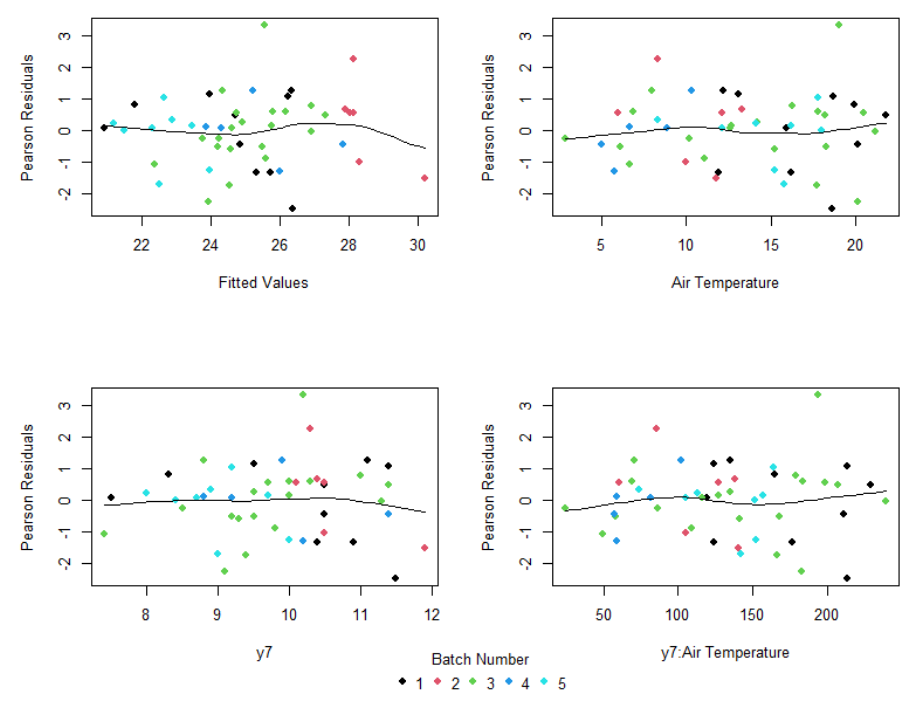 Pearson Residuals
3
2
1
0
-1
-2
22 24 26 28 30
Fitted Values
Pearson Residuals
3
2
1
0
-1
-2
5 10 15 20
Air Temperature
Pearson Residuals
3
2
1
0
-1
-2
8 9 10 11 12
y7
Pearson Residuals
3
2
1
0
-1
-2
50 100 150 200
y7:Air Temperature
Batch Number
1 2 3 4 5